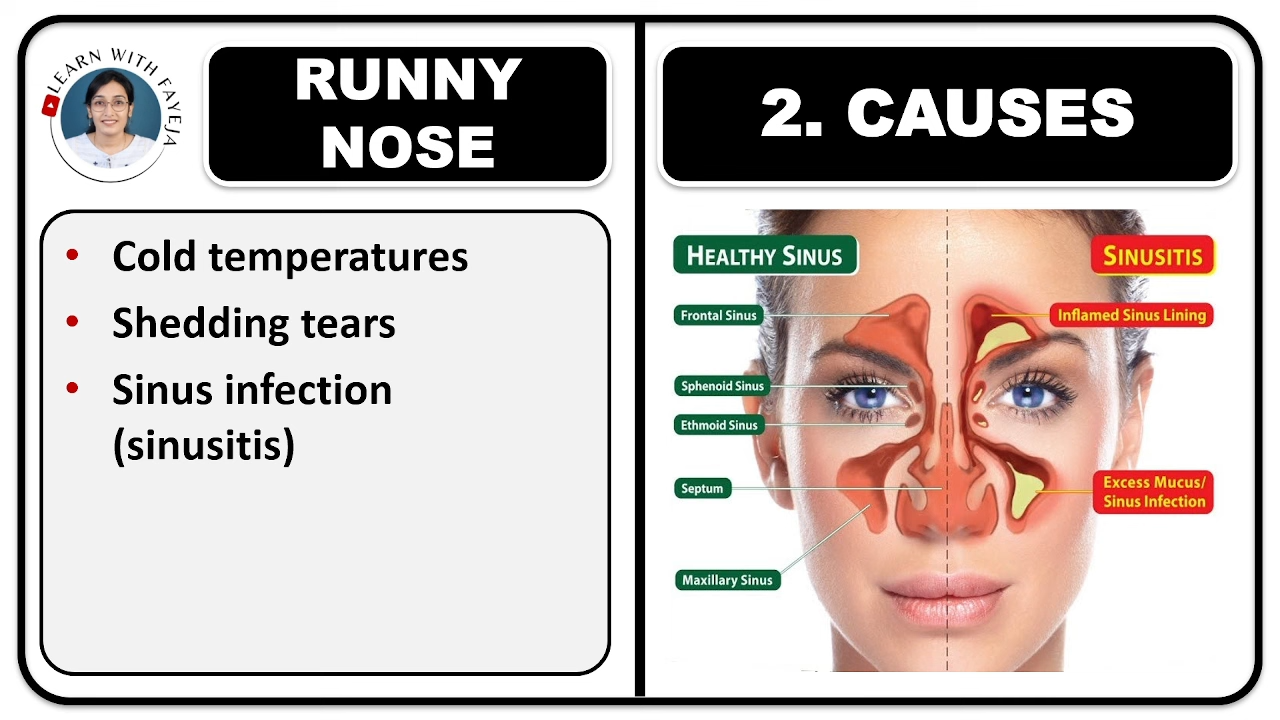 LEARN WITH FAYEJA
RUNNY
NOSE
2. CAUSES
• Cold temperatures
• Shedding tears
• Sinus infection
(sinusitis)
HEALTHY SINUS
SINUSITIS
Frontal Sinus
Inflamed Sinus Lining
Sphenoid Sinus
Ethmoid Sinus
Septum
Excess Mucus/
Sinus Infection
Maxillary Sinus